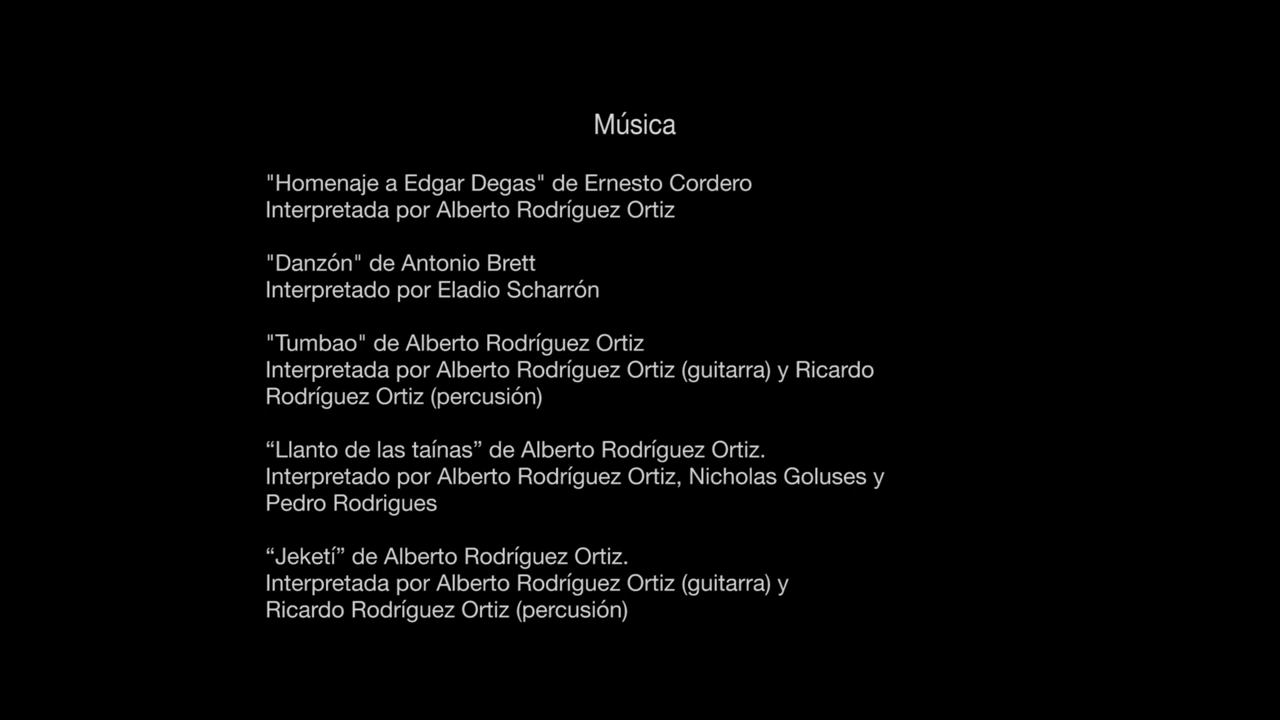 Música
"Homenaje a Edgar Degas" de Ernesto Cordero
Interpretada por Alberto Rodríguez Ortiz
"Danzón" de Antonio Brett
Interpretado por Eladio Scharrón
"Tumbao" de Alberto Rodríguez Ortiz
Interpretada por Alberto Rodríguez Ortiz (guitarra) y Ricardo
Rodríguez Ortiz (percusión)
“Llanto de las taínas” de Alberto Rodríguez Ortiz.
Interpretado por Alberto Rodríguez Ortiz, Nicholas Goluses y
Pedro Rodrigues
“Jeketí” de Alberto Rodríguez Ortiz.
Interpretada por Alberto Rodríguez Ortiz (guitarra) y
Ricardo Rodríguez Ortiz (percusión)